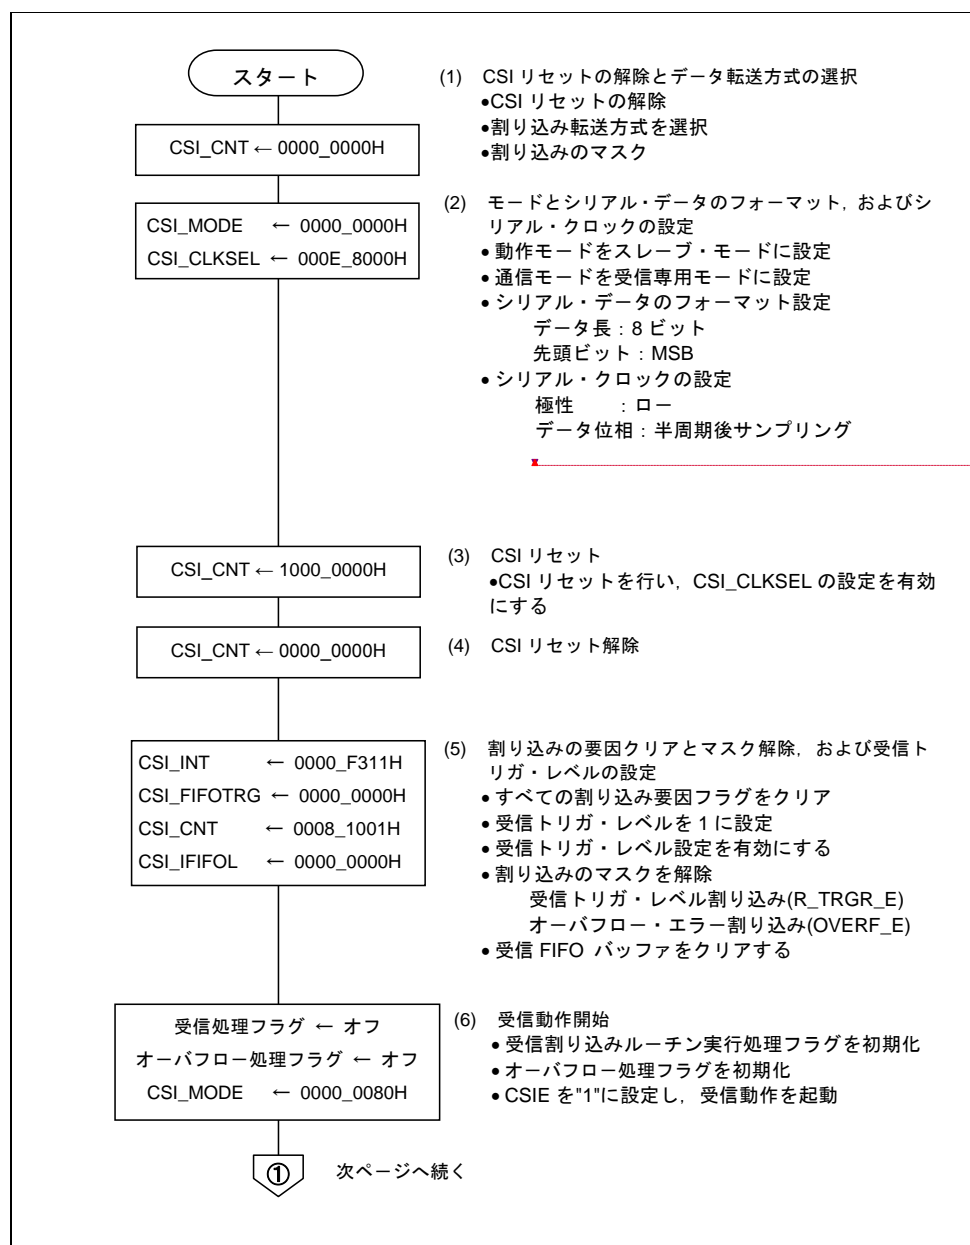 スタート
CSI_CNT ← 0000_0000H
(1) CSI リセットの解除とデータ転送方式の選択
●CSI リセットの解除
●割り込み転送方式を選択
●割り込みのマスク
CSI_MODE ← 0000_0000H
CSI_CLKSEL ← 000E_8000H
(2) モードとシリアル・データのフォーマット，およびシ
リアル・クロックの設定
● 動作モードをスレーブ・モードに設定
● 通信モードを受信専用モードに設定
● シリアル・データのフォーマット設定
データ長：8 ビット
先頭ビット：MSB
● シリアル・クロックの設定
極性 ：ロー
データ位相：半周期後サンプリング
CSI_CNT ← 1000_0000H
(3) CSI リセット
●CSI リセットを行い，CSI_CLKSEL の設定を有効
にする
CSI_CNT ← 0000_0000H
(4) CSI リセット解除
CSI_INT ← 0000_F311H
CSI_FIFOTRG ← 0000_0000H
CSI_CNT ← 0008_1001H
CSI_IFIFOL ← 0000_0000H
(5) 割り込みの要因クリアとマスク解除，および受信ト
リガ・レベルの設定
● すべての割り込み要因フラグをクリア
● 受信トリガ・レベルを 1 に設定
● 受信トリガ・レベル設定を有効にする
● 割り込みのマスクを解除
受信トリガ・レベル割り込み(R_TRGR_E)
オーバフロー・エラー割り込み(OVERF_E)
● 受信 FIFO バッファをクリアする
受信処理フラグ ← オフ
オーバフロー処理フラグ ← オフ
CSI_MODE ← 0000_0080H
(6) 受信動作開始
● 受信割り込みルーチン実行処理フラグを初期化
● オーバフロー処理フラグを初期化
● CSIE を"1"に設定し，受信動作を起動
① 次ページへ続く